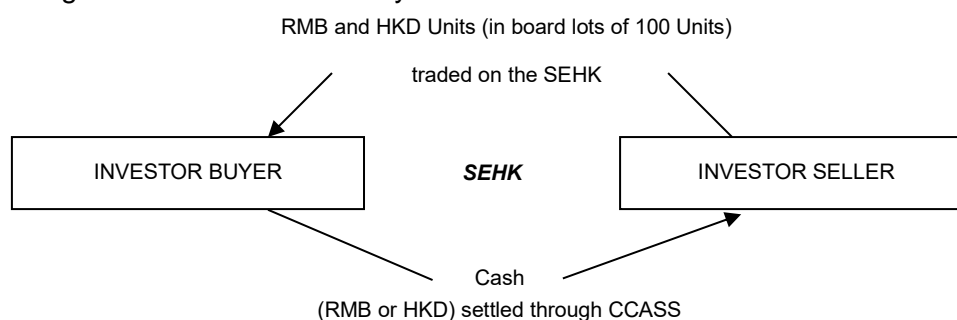 RMB and HKD Units (in board lots of 100 Units)
traded on the SEHK
INVESTOR BUYER
SEHK
INVESTOR SELLER
Cash
(RMB or HKD) settled through CCASS